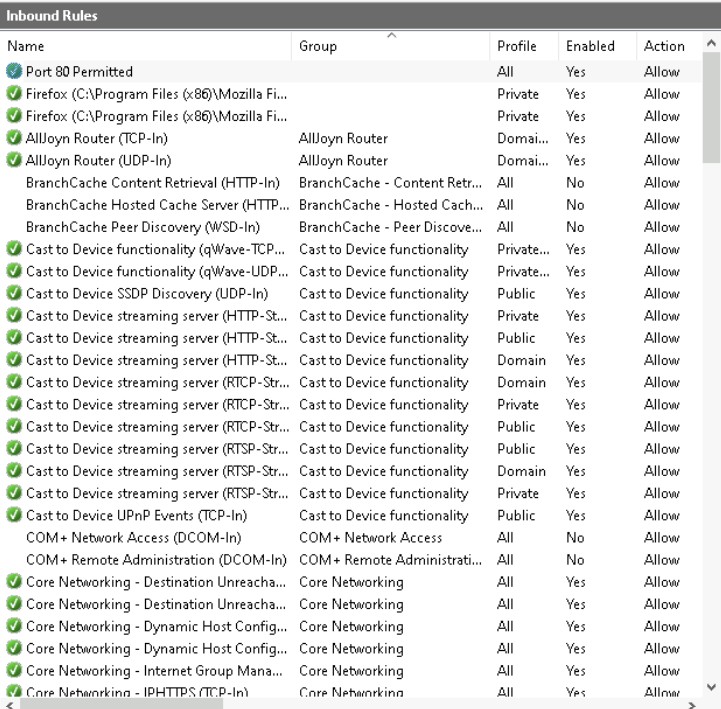 Inbound Rules
Name Group Profile Enabled Action
Port 80 Permitted All Yes Allow
Firefox (C:\Program Files (x86)\Mozilla Fi... Private Yes Allow
Firefox (C:\Program Files (x86)\Mozilla Fi... Private Yes Allow
AllJoyn Router (TCP-In) AllJoyn Router Domai... Yes Allow
AllJoyn Router (UDP-In) AllJoyn Router Domai... Yes Allow
BranchCache Content Retrieval (HTTP-In) BranchCache - Content Retr... All No Allow
BranchCache Hosted Cache Server (HTTP... BranchCache - Hosted Cach... All No Allow
BranchCache Peer Discovery (WSD-In) BranchCache - Peer Discove... All No Allow
Cast to Device functionality (qWave-TCP... Cast to Device functionality Private... Yes Allow
Cast to Device functionality (qWave-UDP... Cast to Device functionality Private... Yes Allow
Cast to Device SSDP Discovery (UDP-In) Cast to Device functionality Public Yes Allow
Cast to Device streaming server (HTTP-St... Cast to Device functionality Private Yes Allow
Cast to Device streaming server (HTTP-St... Cast to Device functionality Public Yes Allow
Cast to Device streaming server (HTTP-St... Cast to Device functionality Domain Yes Allow
Cast to Device streaming server (RTCP-Str... Cast to Device functionality Domain Yes Allow
Cast to Device streaming server (RTCP-Str... Cast to Device functionality Private Yes Allow
Cast to Device streaming server (RTCP-Str... Cast to Device functionality Public Yes Allow
Cast to Device streaming server (RTSP-Str... Cast to Device functionality Public Yes Allow
Cast to Device streaming server (RTSP-Str... Cast to Device functionality Domain Yes Allow
Cast to Device streaming server (RTSP-Str... Cast to Device functionality Private Yes Allow
Cast to Device UPnP Events (TCP-In) Cast to Device functionality Public Yes Allow
COM+ Network Access (DCOM-In) COM+ Network Access All No Allow
COM+ Remote Administration (DCOM-In) COM+ Remote Administrati... All No Allow
Core Networking - Destination Unreacha... Core Networking All Yes Allow
Core Networking - Destination Unreacha... Core Networking All Yes Allow
Core Networking - Dynamic Host Config... Core Networking All Yes Allow
Core Networking - Dynamic Host Config... Core Networking All Yes Allow
Core Networking - Internet Group Mana... Core Networking All Yes Allow
Core Networking - IPHTTPS (TCP-In) Core Networking All Yes Allow